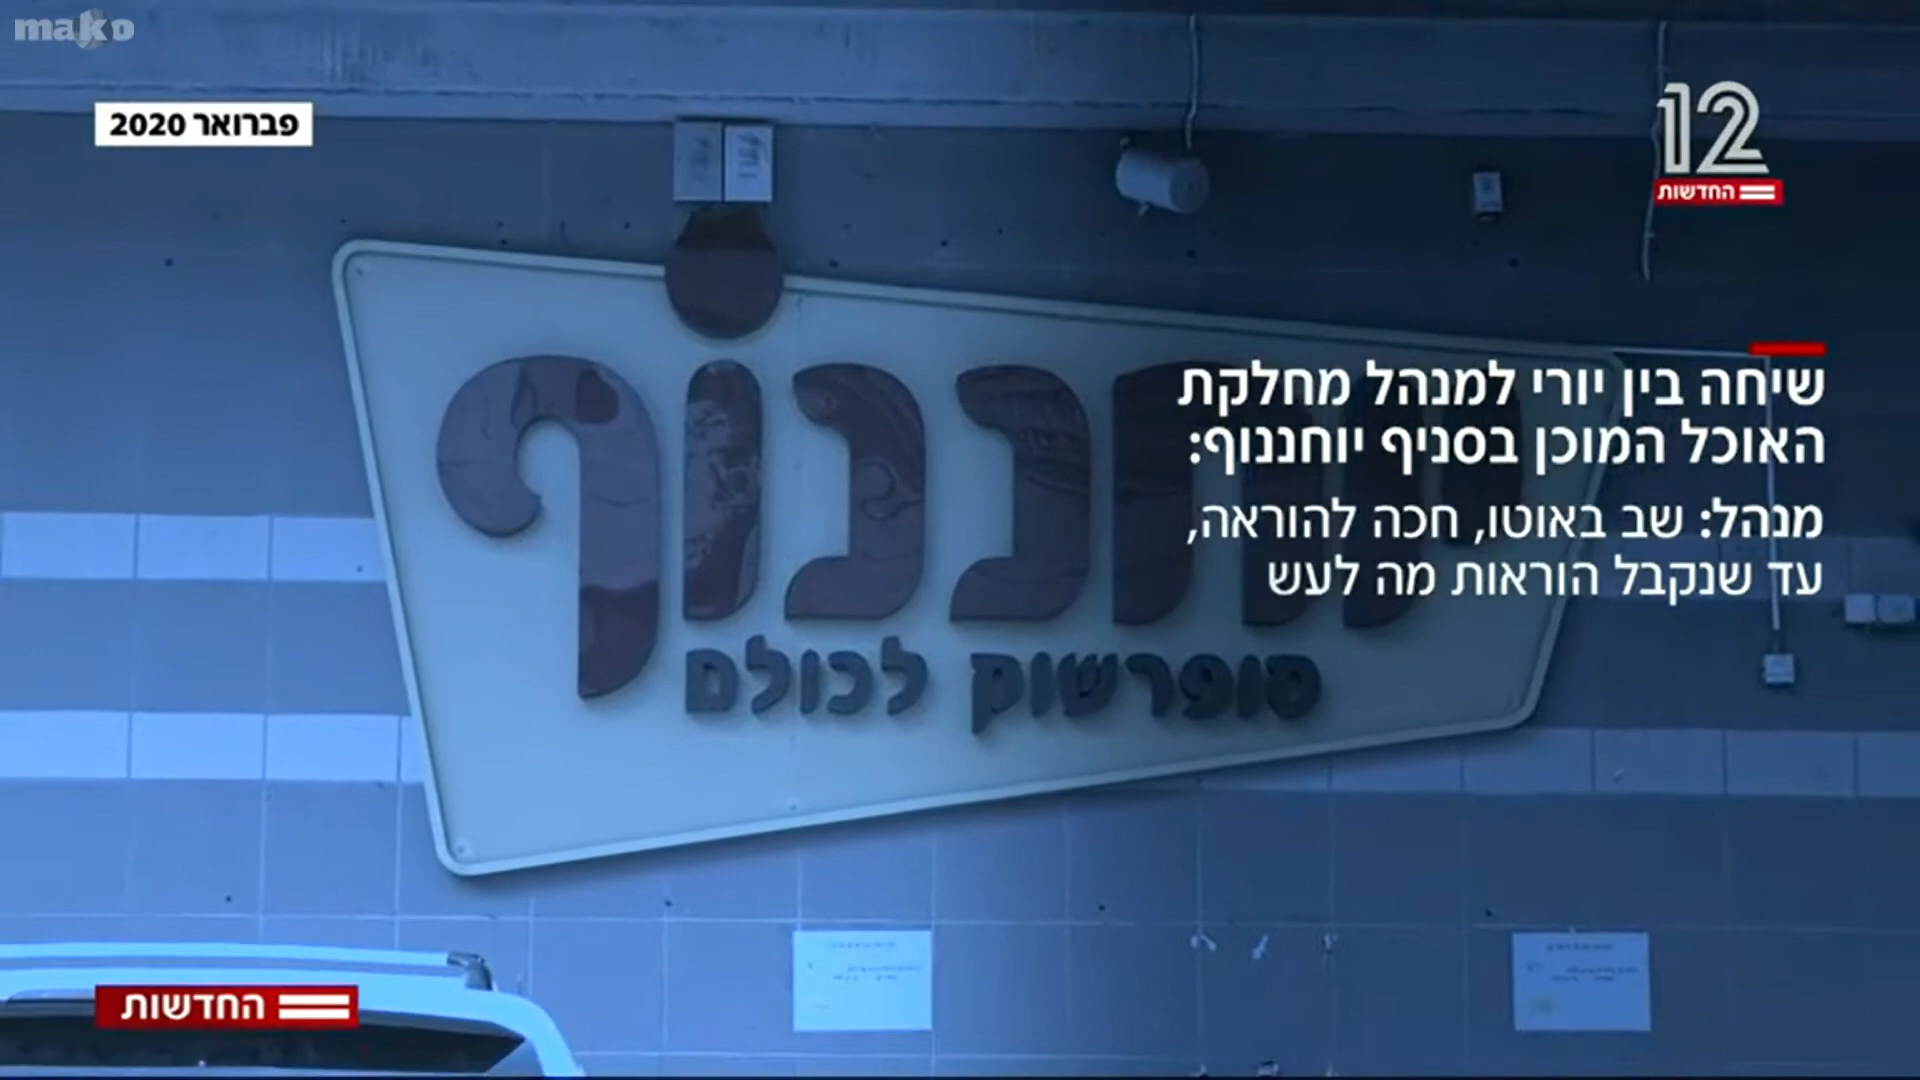 mako
פברואר 2020
12
החדשות
שיחה בין יורי למנהל מחלקת
האוכל המוכן בסניף יוחננוף:
מנהל: שב באוטו, חכה להוראה,
עד שנקבל הוראות מה לעש
יוחננוף
סופרשוק לכולם
החדשות